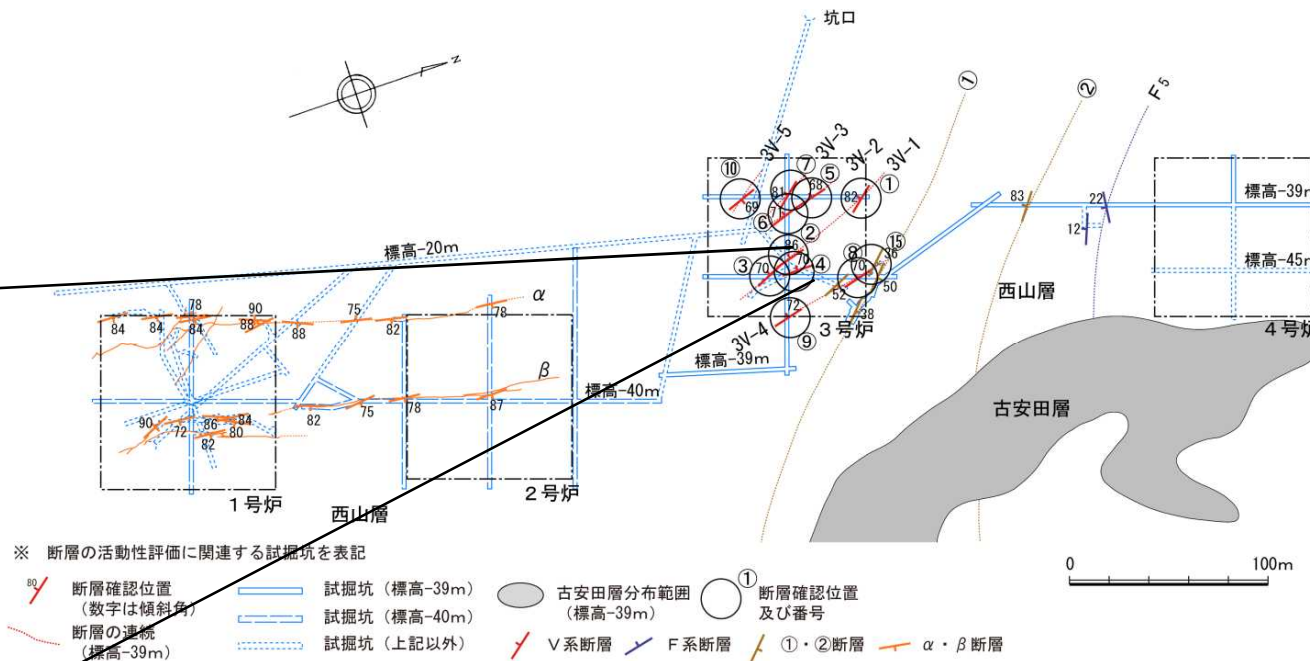 坑口
N
①
②
F5
3V-5
3V-3
3V-2
3V-1
⑩
⑦
⑤
①
81
68
82
69
⑥
71
②
86
⑧
⑮
36
③
70
70
④
70
50
52
38
72
3号炉
3V-4
⑨
83
22
12
標高-39m
標高-45m
4号炉
西山層
古安田層
標高-20m
標高-39m
標高-40m
α
78
90
84
84
84
88
88
75
82
78
β
90
72
86
84
82
80
82
75
78
87
1号炉
2号炉
西山層
0
100m
※ 断層の活動性評価に関連する試掘坑を表記
80
断層確認位置
(数字は傾斜角)
断層の連続
(標高-39m)
試掘坑 (標高-39m)
試掘坑 (標高-40m)
試掘坑 (上記以外)
古安田層分布範囲
(標高-39m)
①
断層確認位置
及び番号
V系断層
F系断層
①・②断層
α・β断層